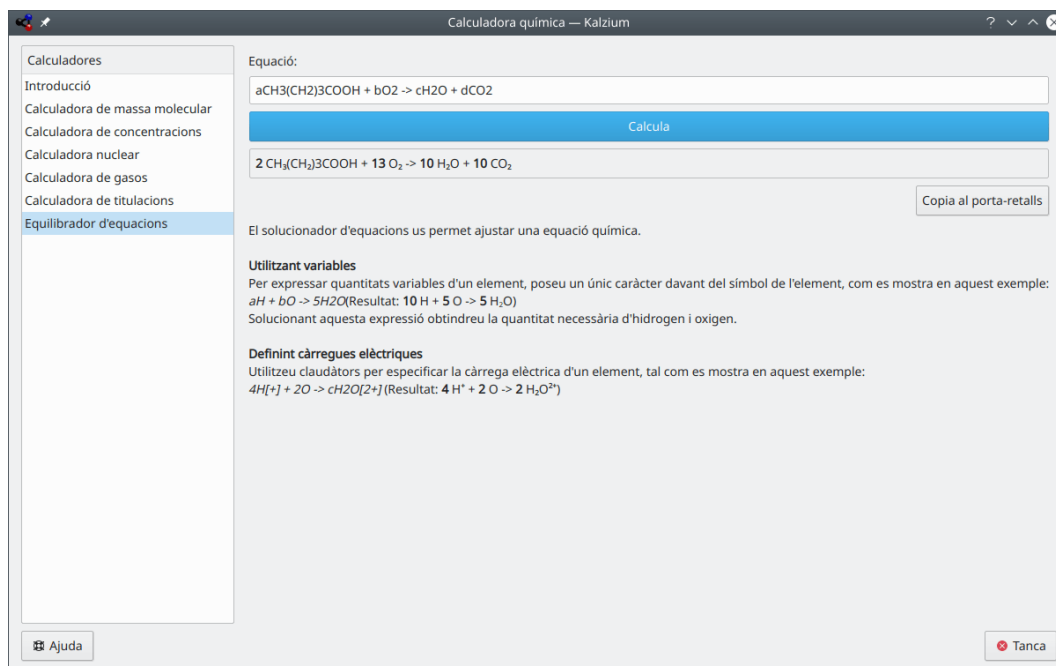 Calculadora química — Kalzium
Calculadores
Introducció
Calculadora de massa molecular
Calculadora de concentracions
Calculadora nuclear
Calculadora de gasos
Calculadora de titulacions
Equilibrador d'equacions
Equació:
aCH3(CH2)3COOH + bO2 -> cH2O + dCO2
Calcula
2 CH₃(CH₂)3COOH + 13 O₂ -> 10 H₂O + 10 CO₂
Copia al porta-retalls
El solucionador d'equacions us permet ajustar una equació química.
Utilitzant variables
Per expressar quantitats variables d'un element, poseu un únic caràcter davant del símbol de l'element, com es mostra en aquest exemple:
aH + bO -> 5H2O(Resultat: 10 H + 5 O -> 5 H₂O)
Solucionant aquesta expressió obtindreu la quantitat necessària d'hidrogen i oxigen.
Definint càrregues elèctriques
Utilitzeu claudàtors per especificar la càrrega elèctrica d'un element, tal com es mostra en aquest exemple:
4H[+] + 2O -> cH2O[2+] (Resultat: 4 H⁺ + 2 O -> 2 H₂O²⁺)
Ajuda
Tanca